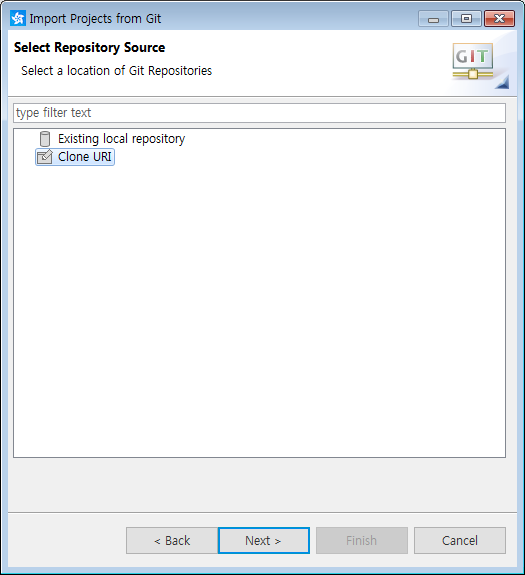 Import Projects from Git
Select Repository Source
Select a location of Git Repositories
GIT
type filter text
Existing local repository
Clone URI
< Back
Next >
Finish
Cancel